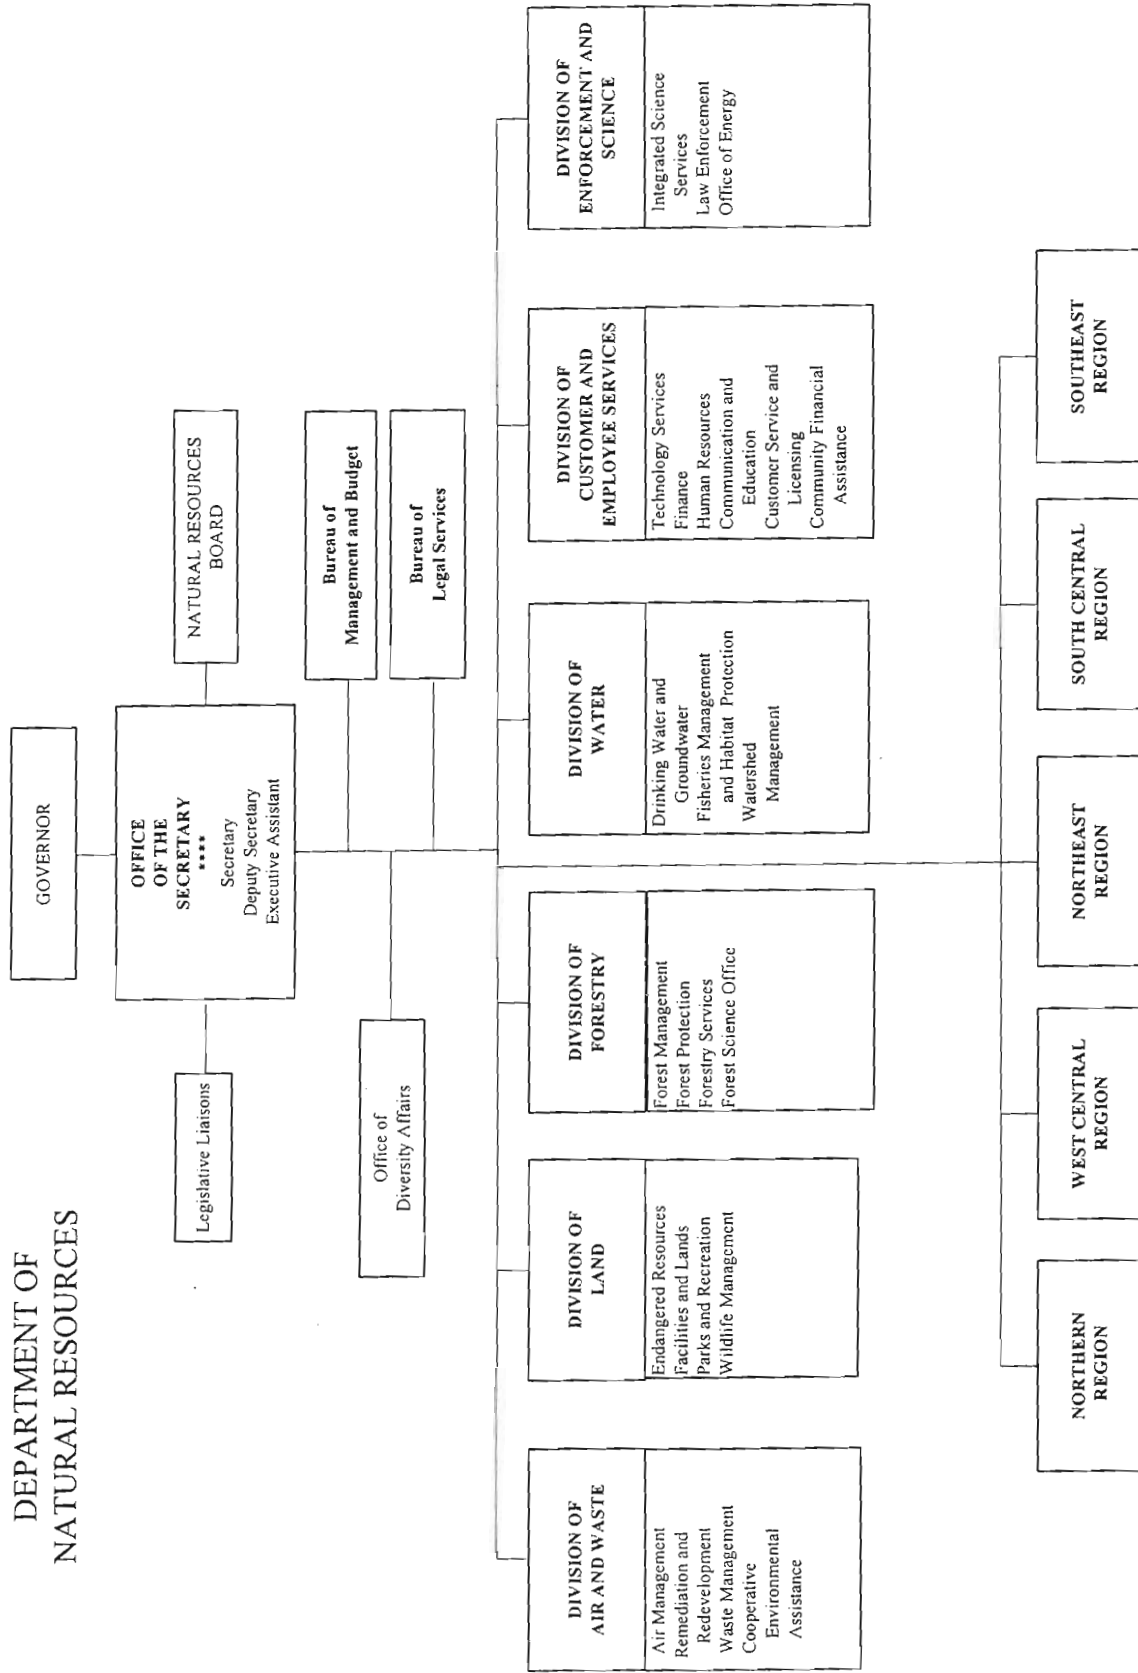 DEPARTMENT OF
NATURAL RESOURCES
GOVERNOR
OFFICE
OF THE
SECRETARY
****
Secretary
Deputy Secretary
Executive Assistant
Legislative Liaisons
NATURAL RESOURCES
BOARD
Bureau of
Management and Budget
Office of
Diversity Affairs
Bureau of
Legal Services
DIVISION OF
AIR AND WASTE
Air Management
Remediation and
Redevelopment
Waste Management
Cooperative
Environmental
Assistance
DIVISION OF
LAND
Endangered Resources
Facilities and Lands
Parks and Recreation
Wildlife Management
DIVISION OF
FORESTRY
Forest Management
Forest Protection
Forestry Services
Forest Science Office
DIVISION OF
WATER
Drinking Water and
Groundwater
Fisheries Management
and Habitat Protection
Watershed
Management
DIVISION OF
CUSTOMER AND
EMPLOYEE SERVICES
Technology Services
Finance
Human Resources
Communication and
Education
Customer Service and
Licensing
Community Financial
Assistance
DIVISION OF
ENFORCEMENT AND
SCIENCE
Integrated Science
Services
Law Enforcement
Office of Energy
NORTHERN
REGION
WEST CENTRAL
REGION
NORTHEAST
REGION
SOUTH CENTRAL
REGION
SOUTHEAST
REGION